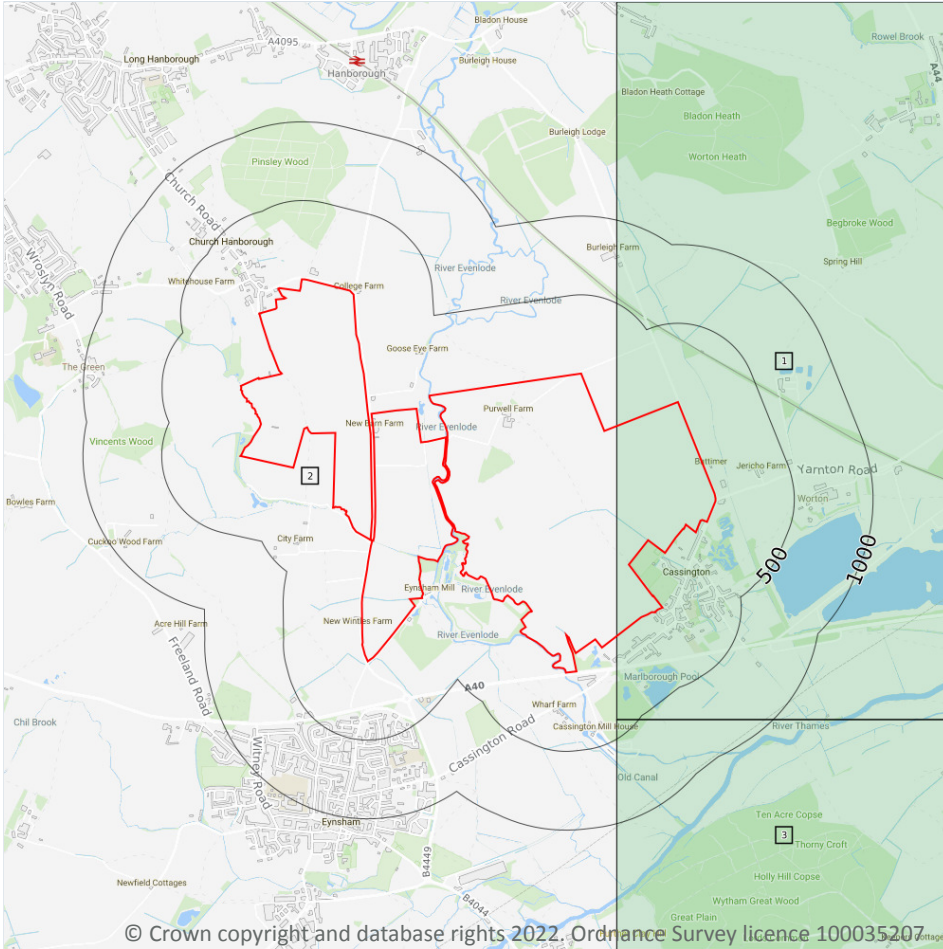 Bladon House
A4095
Long Hanborough
Hanborough
Burleigh House
Rowel Brook
A44
Bladon Heath Cottage
Bladon Heath
Burleigh Lodge
Worton Heath
Pinsley Wood
Church Road
Begbroke Wood
Church Hanborough
Wroslyn Road
Burleigh Farm
Spring Hill
River Evenlode
Whitehouse Farm
College Farm
River Evenlode
Goose Eye Farm
1
The Green
Purwell Farm
New Barn Farm
River Evenlode
Vincents Wood
Jericho Farm
Yarnton Road
2
Bowles Farm
Worton
City Farm
Cuckoo Wood Farm
500
1000
Cassington
Eynsham Mill
River Evenlode
Acre Hill Farm
New Wintles Farm
River Evenlode
Freeland Road
Marlborough Pool
A40
Wharf Farm
Chil Brook
Cassington Mill House
River Thames
Cassington Road
Witney Road
Old Canal
Ten Acre Copse
Eynsham
3
Thorny Croft
B4449
Holly Hill Copse
Newfield Cottages
Wytham Great Wood
B4044
Great Plain
© Crown copyright and database rights 2022. Ordnance Survey licence 100035207.